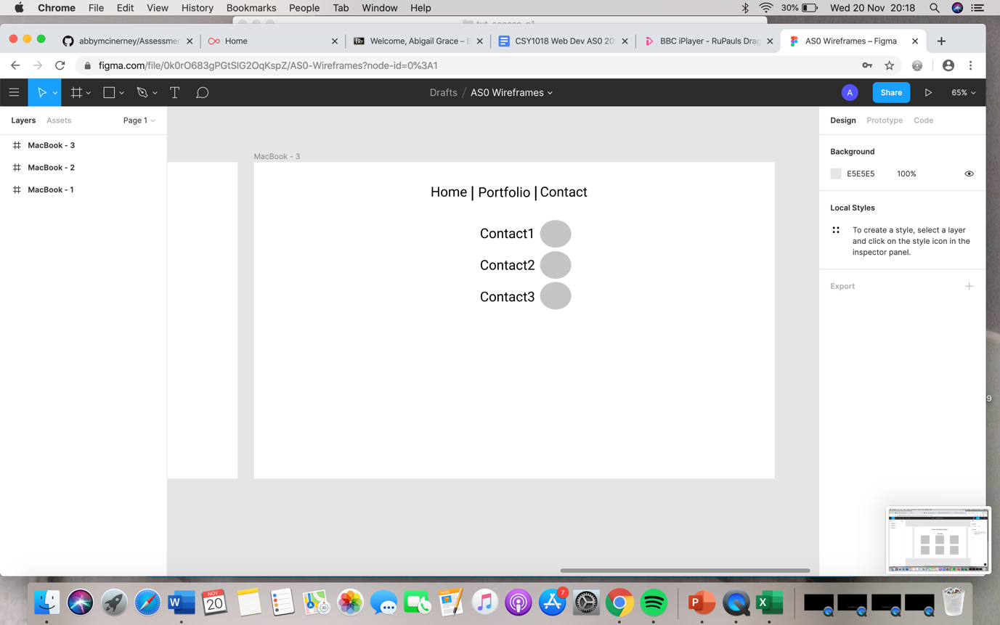 Chrome File Edit View History Bookmarks People Tab Window Help 30% Wed 20 Nov 20:18
abbymcinerney/Assessmer Home Bb Welcome, Abigail Grace – CSY1018 Web Dev AS0 20 BBC iPlayer - RuPauls Drag AS0 Wireframes – Figma
figma.com/file/0k0rO683gPGtSlG2OqKspZ/AS0-Wireframes?node-id=0%3A1
Drafts / AS0 Wireframes A Share 65%
Layers Assets Page 1
MacBook - 3
MacBook - 2
MacBook - 1
MacBook - 3
Home | Portfolio | Contact
Contact1
Contact2
Contact3
Design Prototype Code
Background
E5E5E5 100%
Local Styles
To create a style, select a layer
and click on the style icon in the
inspector panel.
Export
9
W NOV 20 7 P X